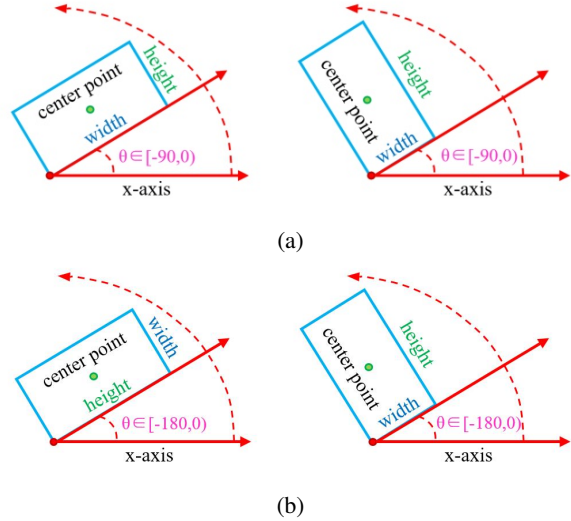 center point
height
width
θ∈[-90,0)
x-axis
center point
height
width
θ∈[-90,0)
x-axis
(a)
center point
width
height
θ∈[-180,0)
x-axis
center point
height
width
θ∈[-180,0)
x-axis
(b)